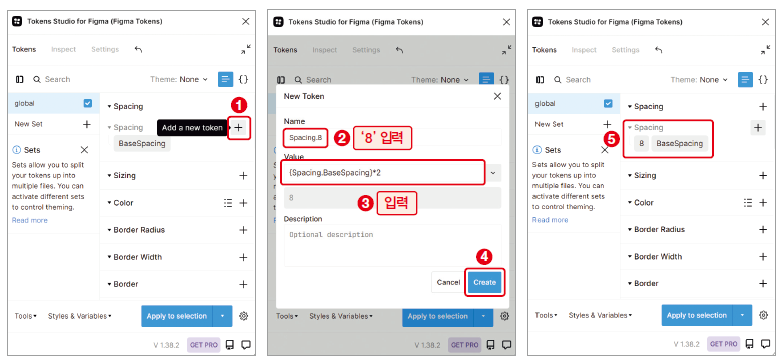 Tokens Studio for Figma (Figma Tokens)
Tokens Inspect Settings
Search Theme: None
global
New Set
Sets
Sets allow you to split
your tokens up into
multiple files. You can
activate different sets
to control theming.
Read more
1
Spacing
Spacing
Add a new token
BaseSpacing
Sizing
Color
Border Radius
Border Width
Border
Tools Styles & Variables Apply to selection
V 1.38.2 GET PRO
Tokens Studio for Figma (Figma Tokens)
Tokens Inspect Settings
Search Theme: None
New Token
Name
Spacing.8
2 '8' 입력
Value
{Spacing.BaseSpacing}*2
8
3 입력
Description
Optional description
4
Cancel Create
Tools Styles & Variables Apply to selection
V 1.38.2 GET PRO
Tokens Studio for Figma (Figma Tokens)
Tokens Inspect Settings
Search Theme: None
global
New Set
Sets
Sets allow you to split
your tokens up into
multiple files. You can
activate different sets
to control theming.
Read more
Spacing
Spacing
5
8 BaseSpacing
Sizing
Color
Border Radius
Border Width
Border
Tools Styles & Variables Apply to selection
V 1.38.2 GET PRO